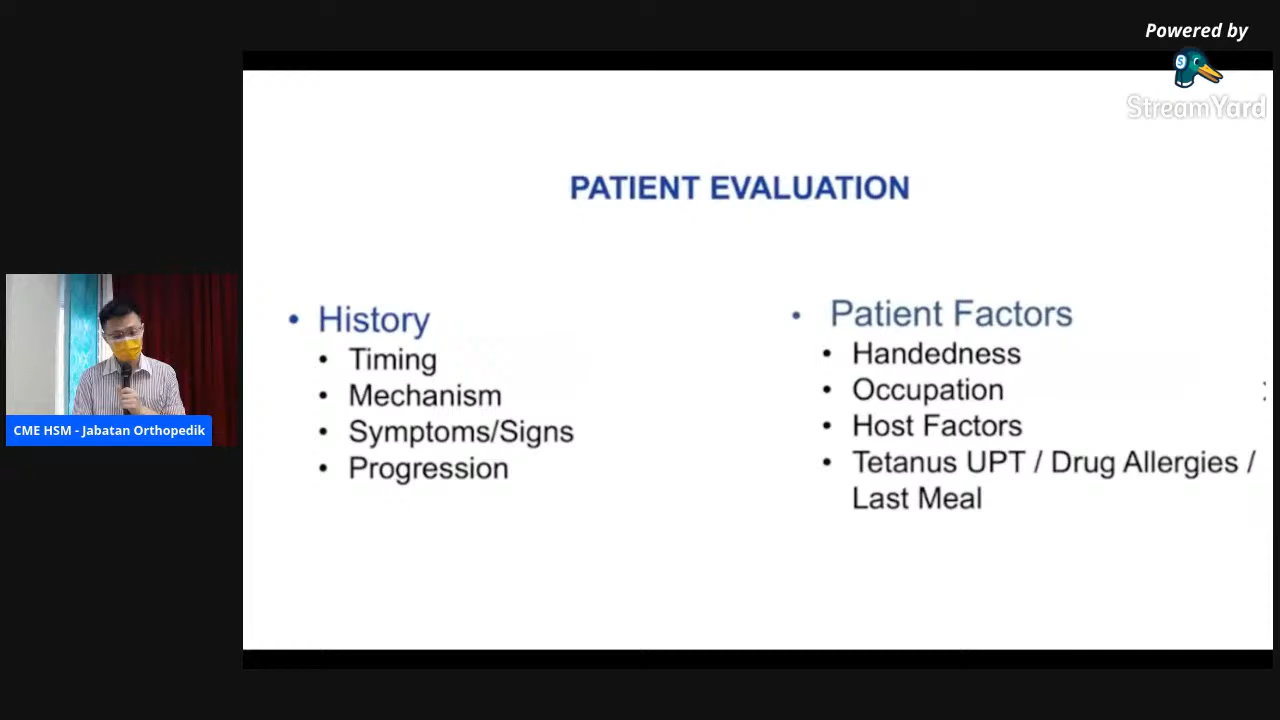 Powered by
StreamYard
PATIENT EVALUATION
• History
• Timing
• Mechanism
• Symptoms/Signs
• Progression
• Patient Factors
• Handedness
• Occupation
• Host Factors
• Tetanus UPT / Drug Allergies /
Last Meal
CME HSM - Jabatan Orthopedik